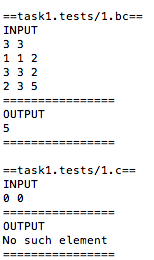 ==task1.tests/1.bc==
INPUT
3 3
1 1 2
3 3 2
2 3 5
================
OUTPUT
5
================

==task1.tests/1.c==
INPUT
0 0
================
OUTPUT
No such element
================